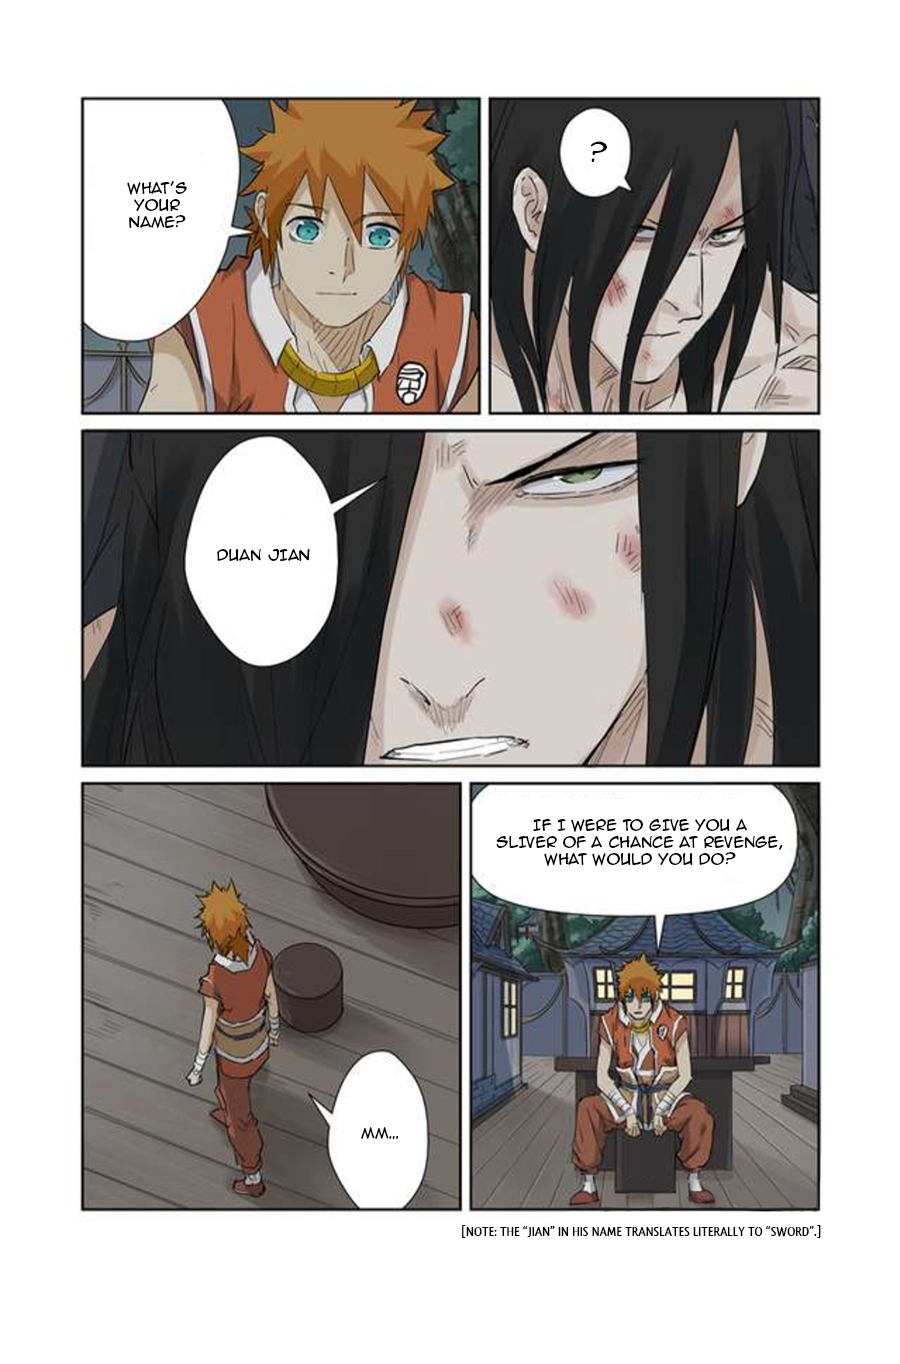 WHAT'S
YOUR
NAME?
?
DUAN JIAN
MM...
IF I WERE TO GIVE YOU A
SLIVER OF A CHANCE AT REVENGE,
WHAT WOULD YOU DO?
[NOTE: THE “JIAN” IN HIS NAME TRANSLATES LITERALLY TO “SWORD”.]